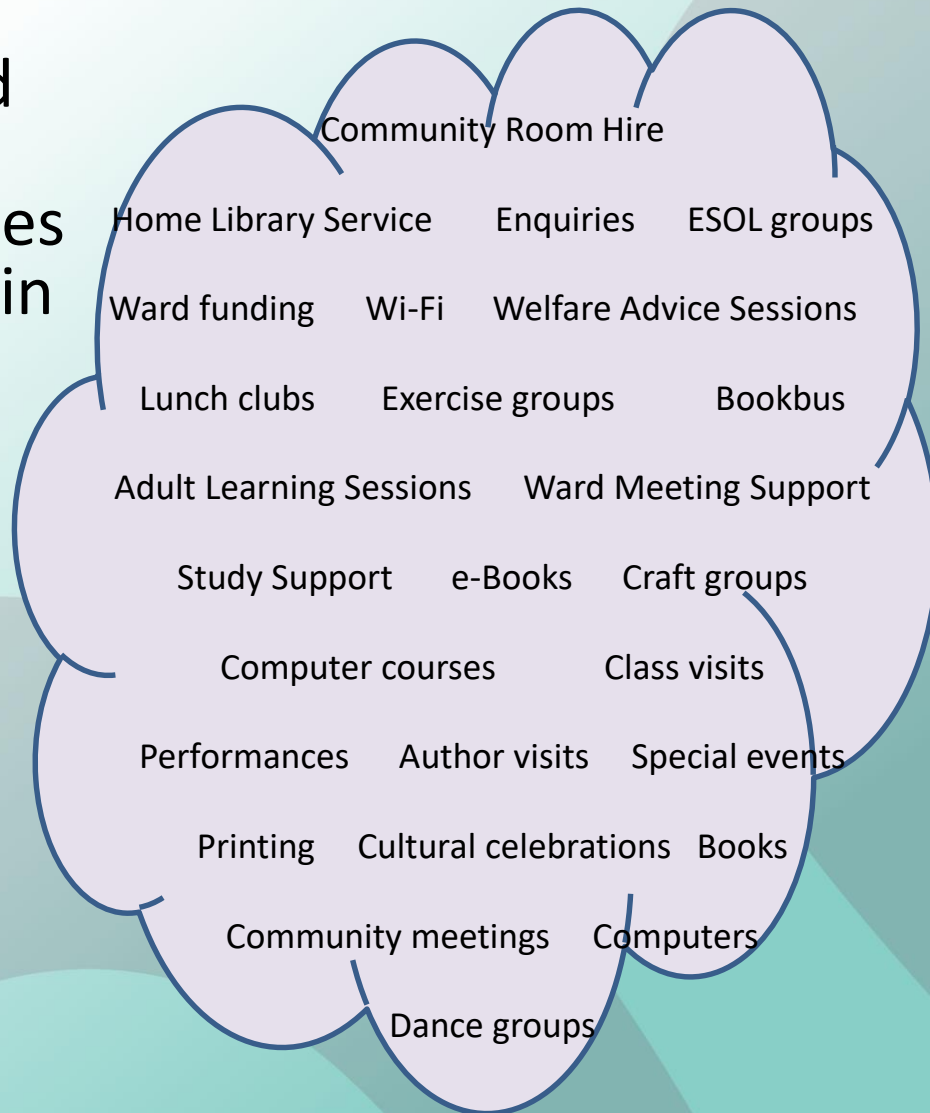 d
es
in
Community Room Hire
Home Library Service Enquiries ESOL groups
Ward funding Wi-Fi Welfare Advice Sessions
Lunch clubs Exercise groups Bookbus
Adult Learning Sessions Ward Meeting Support
Study Support e-Books Craft groups
Computer courses Class visits
Performances Author visits Special events
Printing Cultural celebrations Books
Community meetings Computers
Dance groups